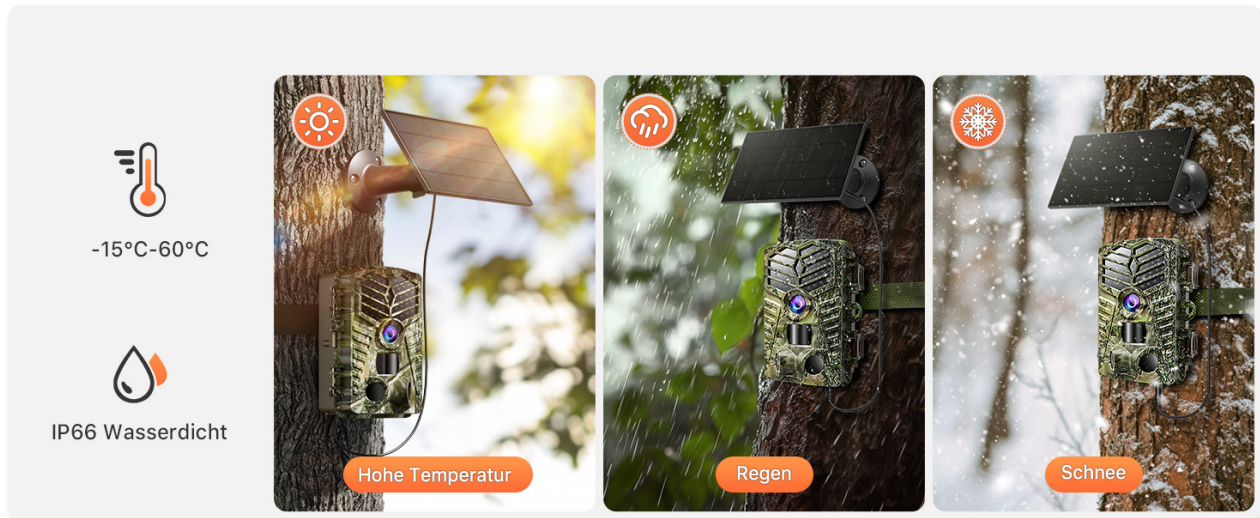 -15°C-60°C
IP66 Wasserdicht
Hohe Temperatur
Regen
Schnee